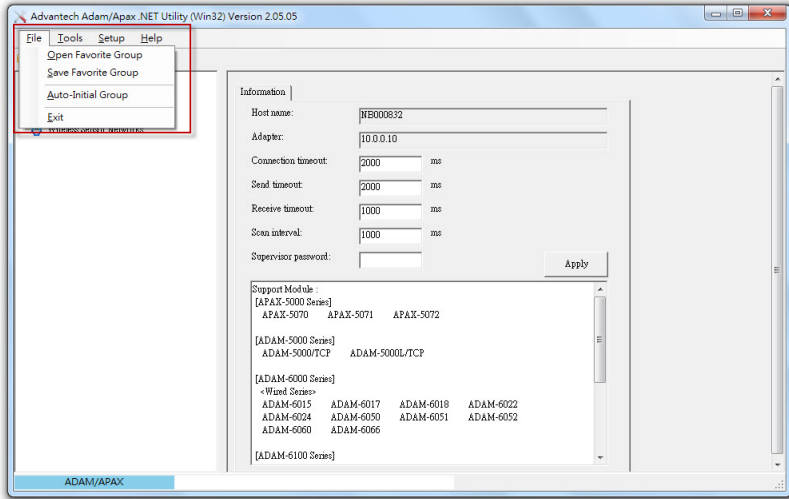 Advantech Adam/Apax .NET Utility (Win32) Version 2.05.05
File Tools Setup Help
Open Favorite Group
Save Favorite Group
Auto-Initial Group
Exit
Wireless Sensor Networks
Information
Host name: NB000832
Adapter: 10.0.0.10
Connection timeout: 2000 ms
Send timeout: 2000 ms
Receive timeout: 1000 ms
Scan interval: 1000 ms
Supervisor password:
Apply
Support Module :
[APAX-5000 Series]
APAX-5070 APAX-5071 APAX-5072
[ADAM-5000 Series]
ADAM-5000/TCP ADAM-5000L/TCP
[ADAM-6000 Series]
<Wired Series>
ADAM-6015 ADAM-6017 ADAM-6018 ADAM-6022
ADAM-6024 ADAM-6050 ADAM-6051 ADAM-6052
ADAM-6060 ADAM-6066
[ADAM-6100 Series]
ADAM/APAX